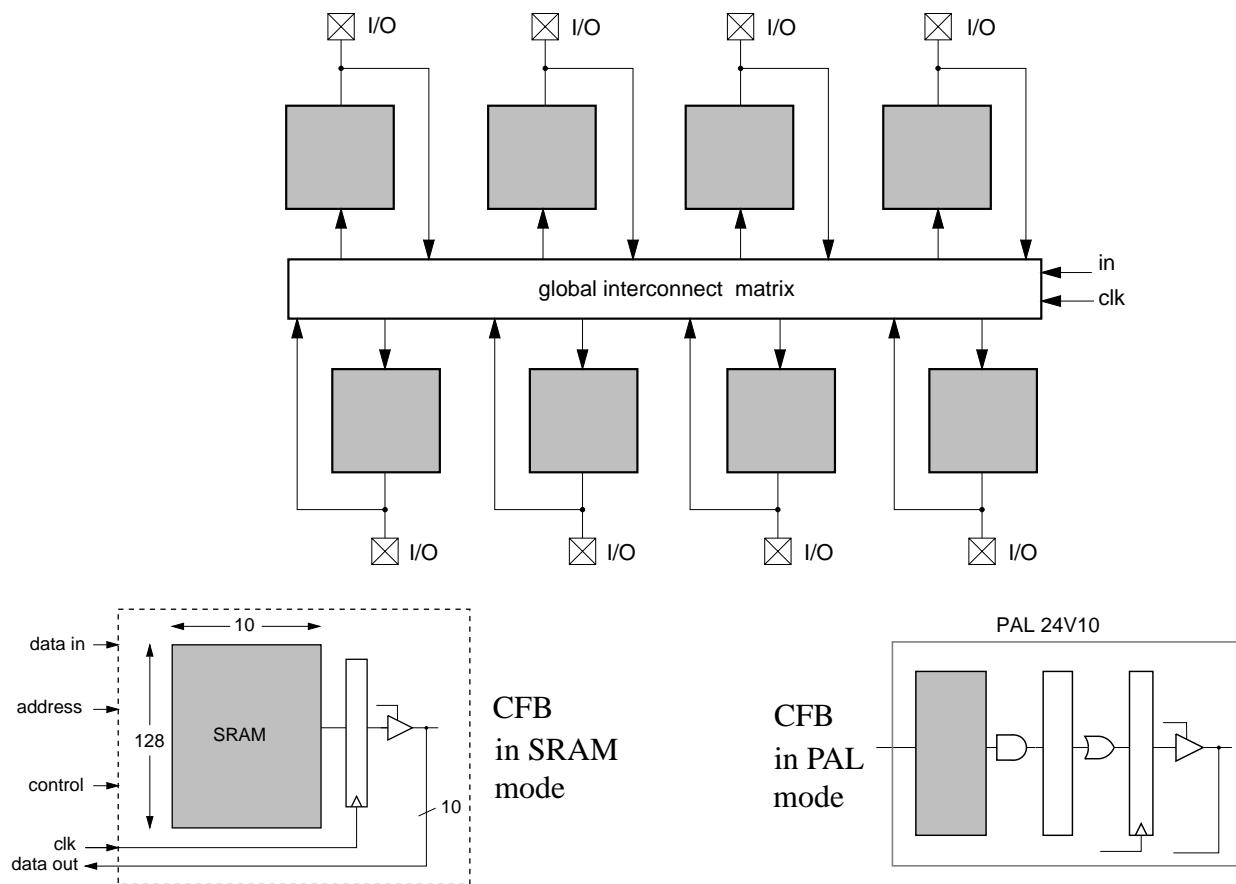 I/O
I/O
I/O
I/O
in
global interconnect matrix
clk
I/O
I/O
I/O
I/O
10
data in
address
128
SRAM
control
10
clk
data out
CFB
in SRAM
mode
PAL 24V10
CFB
in PAL
mode